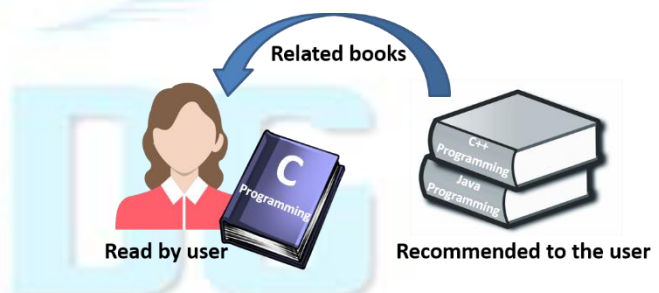 Related books
C
Programming
C++
Programming
Java
Programming
Read by user
Recommended to the user